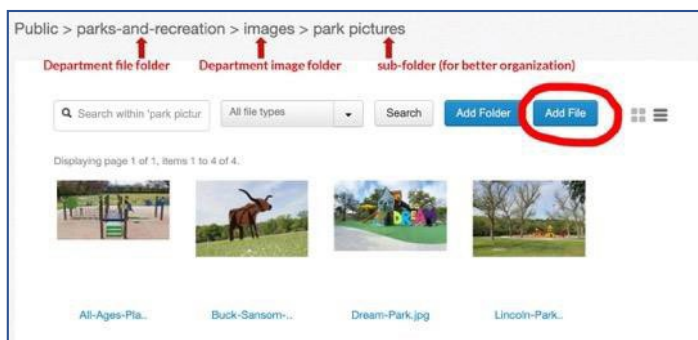 Public > parks-and-recreation > images > park pictures
Department file folder Department image folder sub-folder (for better organization)
Search within 'park pictur All file types Search Add Folder Add File
Displaying page 1 of 1, items 1 to 4 of 4.
DREAM
All-Ages-Pla.. Buck-Sansom-.. Dream-Park.jpg Lincoln-Park..